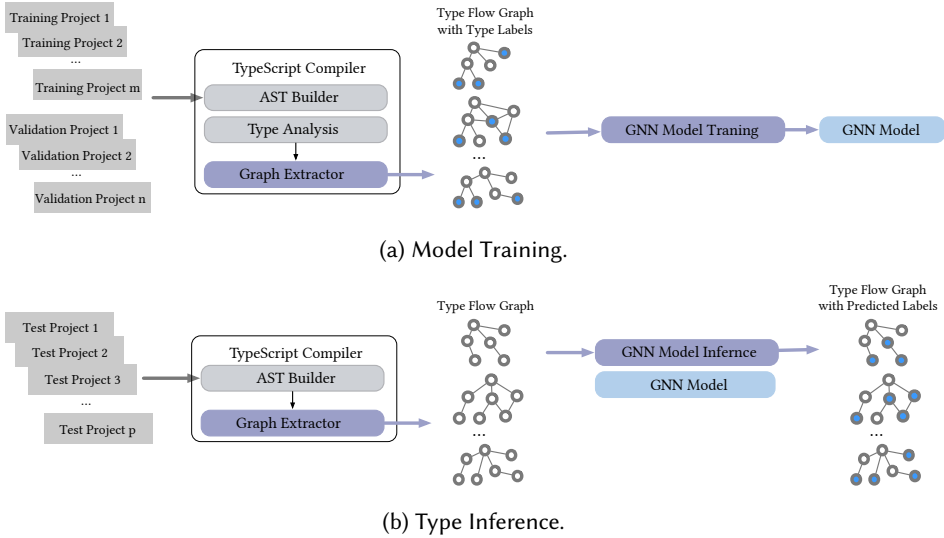 Training Project 1
Training Project 2
...
Training Project m
Validation Project 1
Validation Project 2
...
Validation Project n
TypeScript Compiler
AST Builder
Type Analysis
Graph Extractor
Type Flow Graph
with Type Labels
...
GNN Model Traning
GNN Model
(a) Model Training.
Test Project 1
Test Project 2
Test Project 3
...
Test Project p
TypeScript Compiler
AST Builder
Graph Extractor
Type Flow Graph
...
GNN Model Infernce
GNN Model
Type Flow Graph
with Predicted Labels
...
(b) Type Inference.